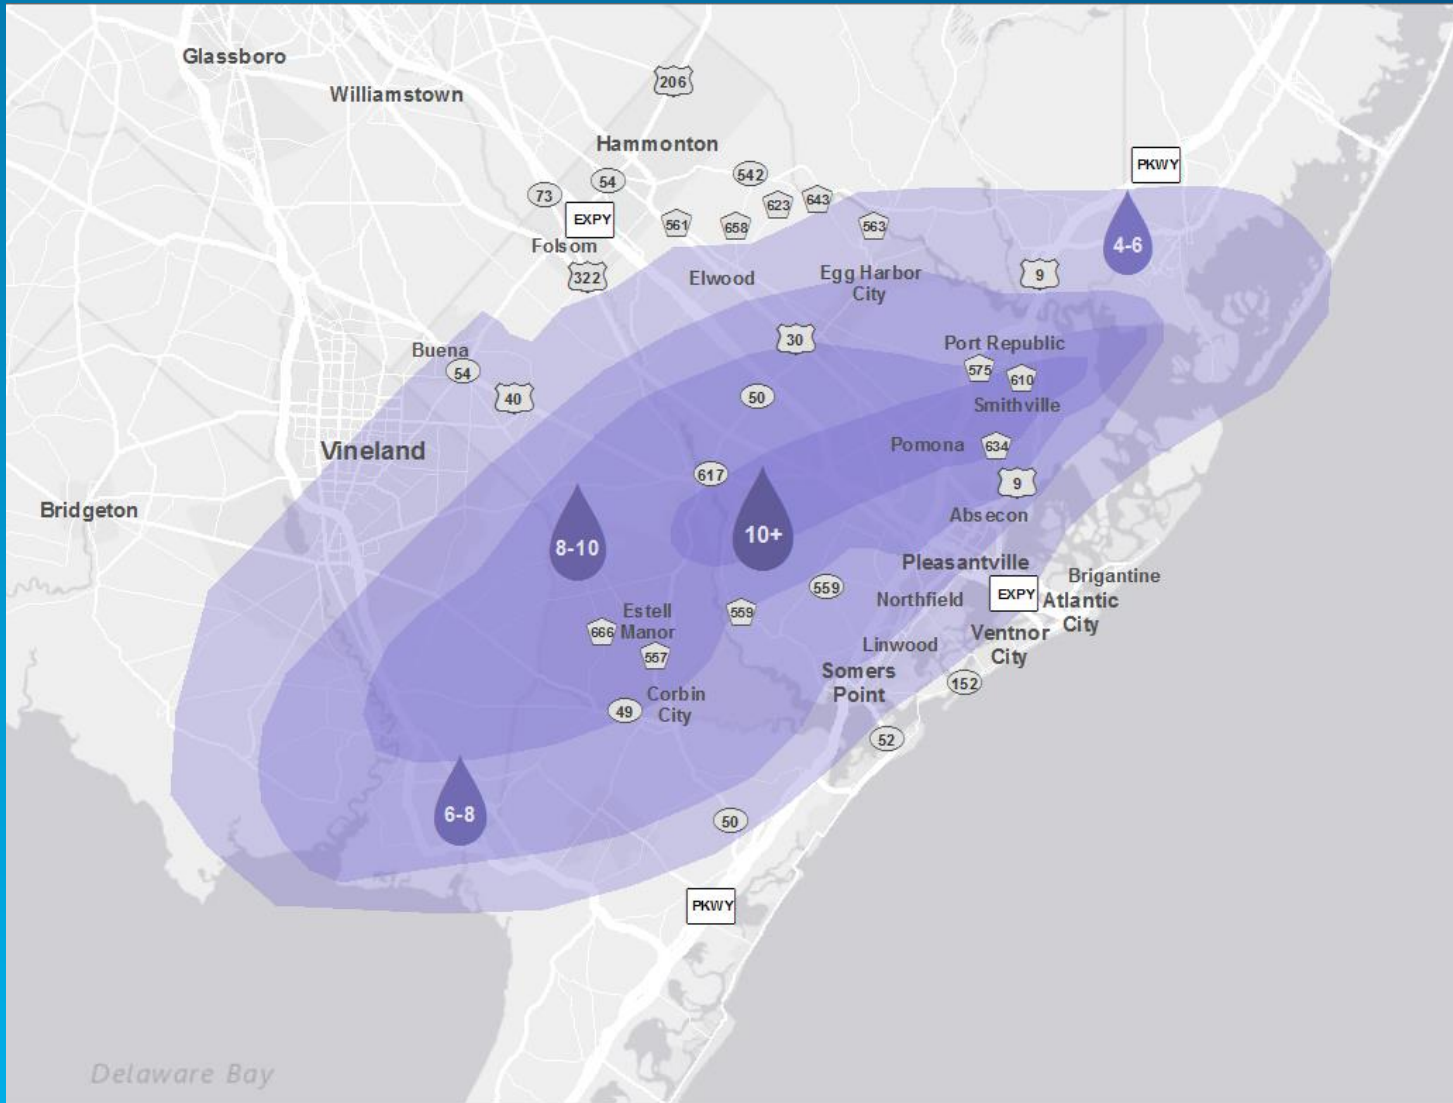 Glassboro
206
Williamstown
Hammonton
PKWY
542
54
73
643
623
EXPY
561
658
563
4-6
Folsom
322
Elwood
Egg Harbor
City
9
30
Port Republic
Buena
54
575
610
40
50
Smithville
Vineland
Pomona
634
617
9
Bridgeton
Absecon
8-10
10+
Pleasantville
Brigantine
559
EXPY
Northfield
Atlantic
City
Estell
Manor
559
666
Ventnor
City
557
Linwood
Somers
Point
152
Corbin
City
49
52
6-8
50
PKWY
Delaware Bay